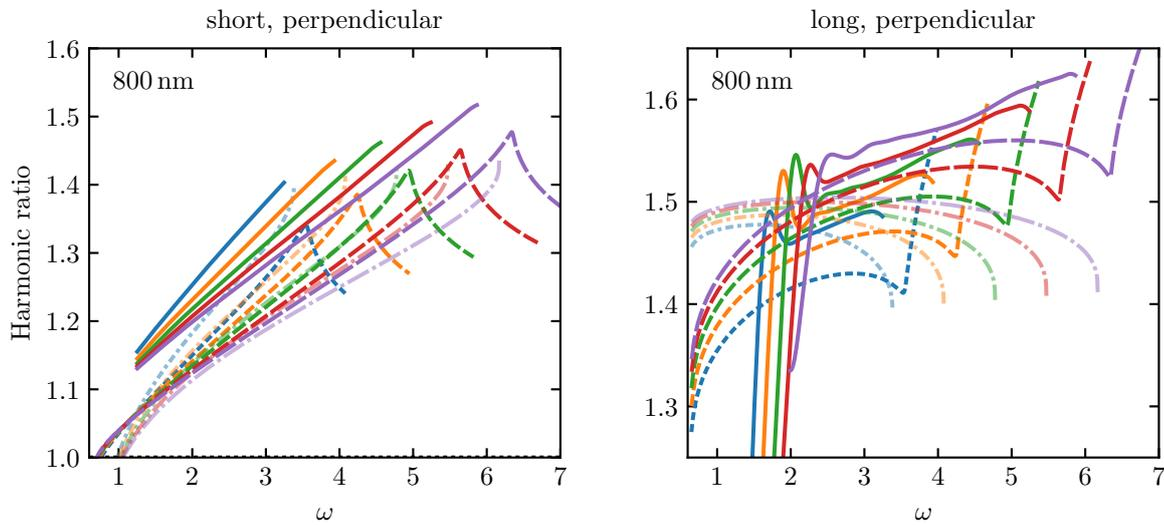 short, perpendicular
800 nm
Harmonic ratio
1.6
1.5
1.4
1.3
1.2
1.1
1.0
1 2 3 4 5 6 7
ω
long, perpendicular
800 nm
1.6
1.5
1.4
1.3
1 2 3 4 5 6 7
ω